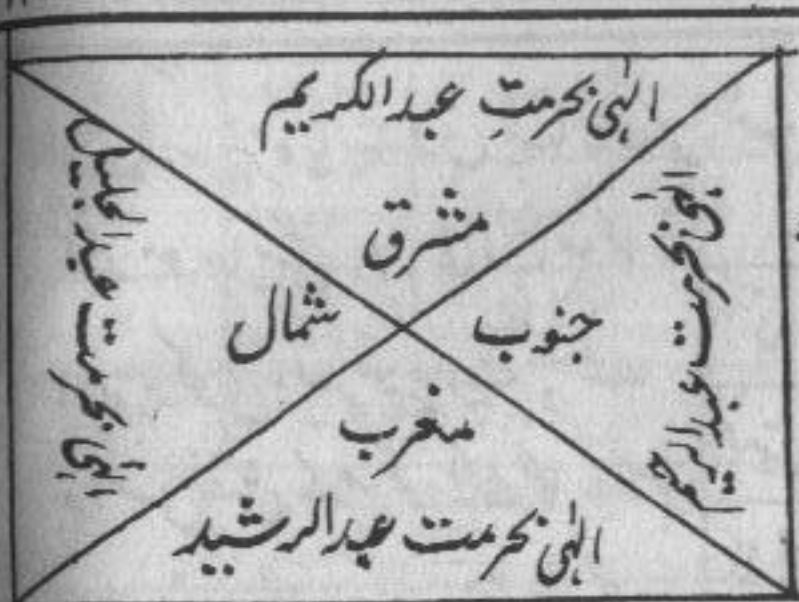 الٰہی بحرمتِ عبدالکریم
مشرق
الٰہی بحرمت عبدالرحیم
جنوب
شمال
الٰہی بحرمت عبدالجلیل
مغرب
الٰہی بحرمت عبدالرشید